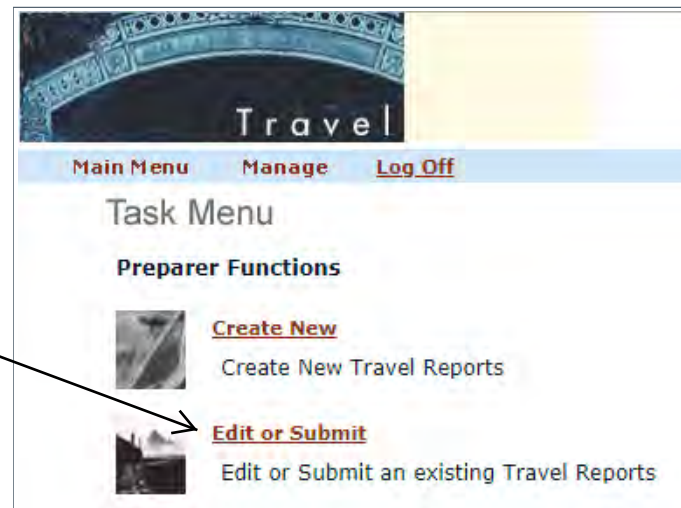 Travel
Main Menu Manage Log Off
Task Menu
Preparer Functions
Create New
Create New Travel Reports
Edit or Submit
Edit or Submit an existing Travel Reports